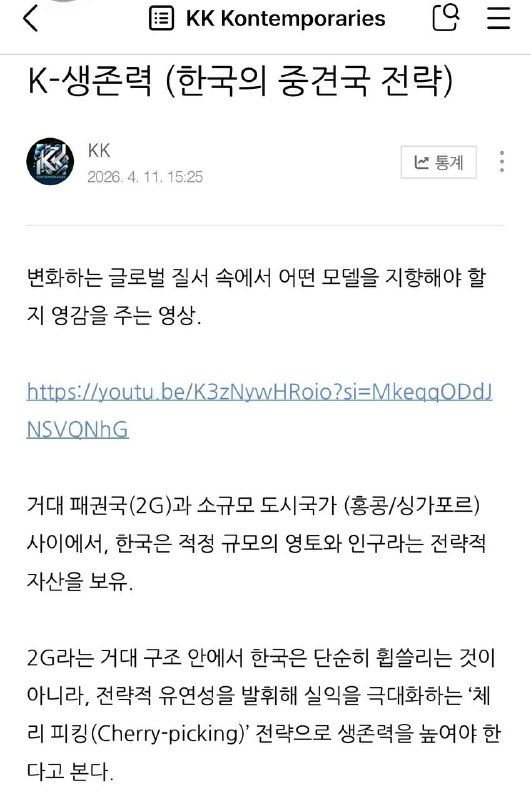 KK Kontemporaries
K-생존력 (한국의 중견국 전략)
KK
2026. 4. 11. 15:25
통계
변화하는 글로벌 질서 속에서 어떤 모델을 지향해야 할
지 영감을 주는 영상.
https://youtu.be/K3zNywHRoio?si=MkeqqODdJ
NSVQNhG
거대 패권국(2G)과 소규모 도시국가 (홍콩/싱가포르)
사이에서, 한국은 적정 규모의 영토와 인구라는 전략적
자산을 보유.
2G라는 거대 구조 안에서 한국은 단순히 휩쓸리는 것이
아니라, 전략적 유연성을 발휘해 실익을 극대화하는 ‘체
리 피킹(Cherry-picking)’ 전략으로 생존력을 높여야 한
다고 본다.